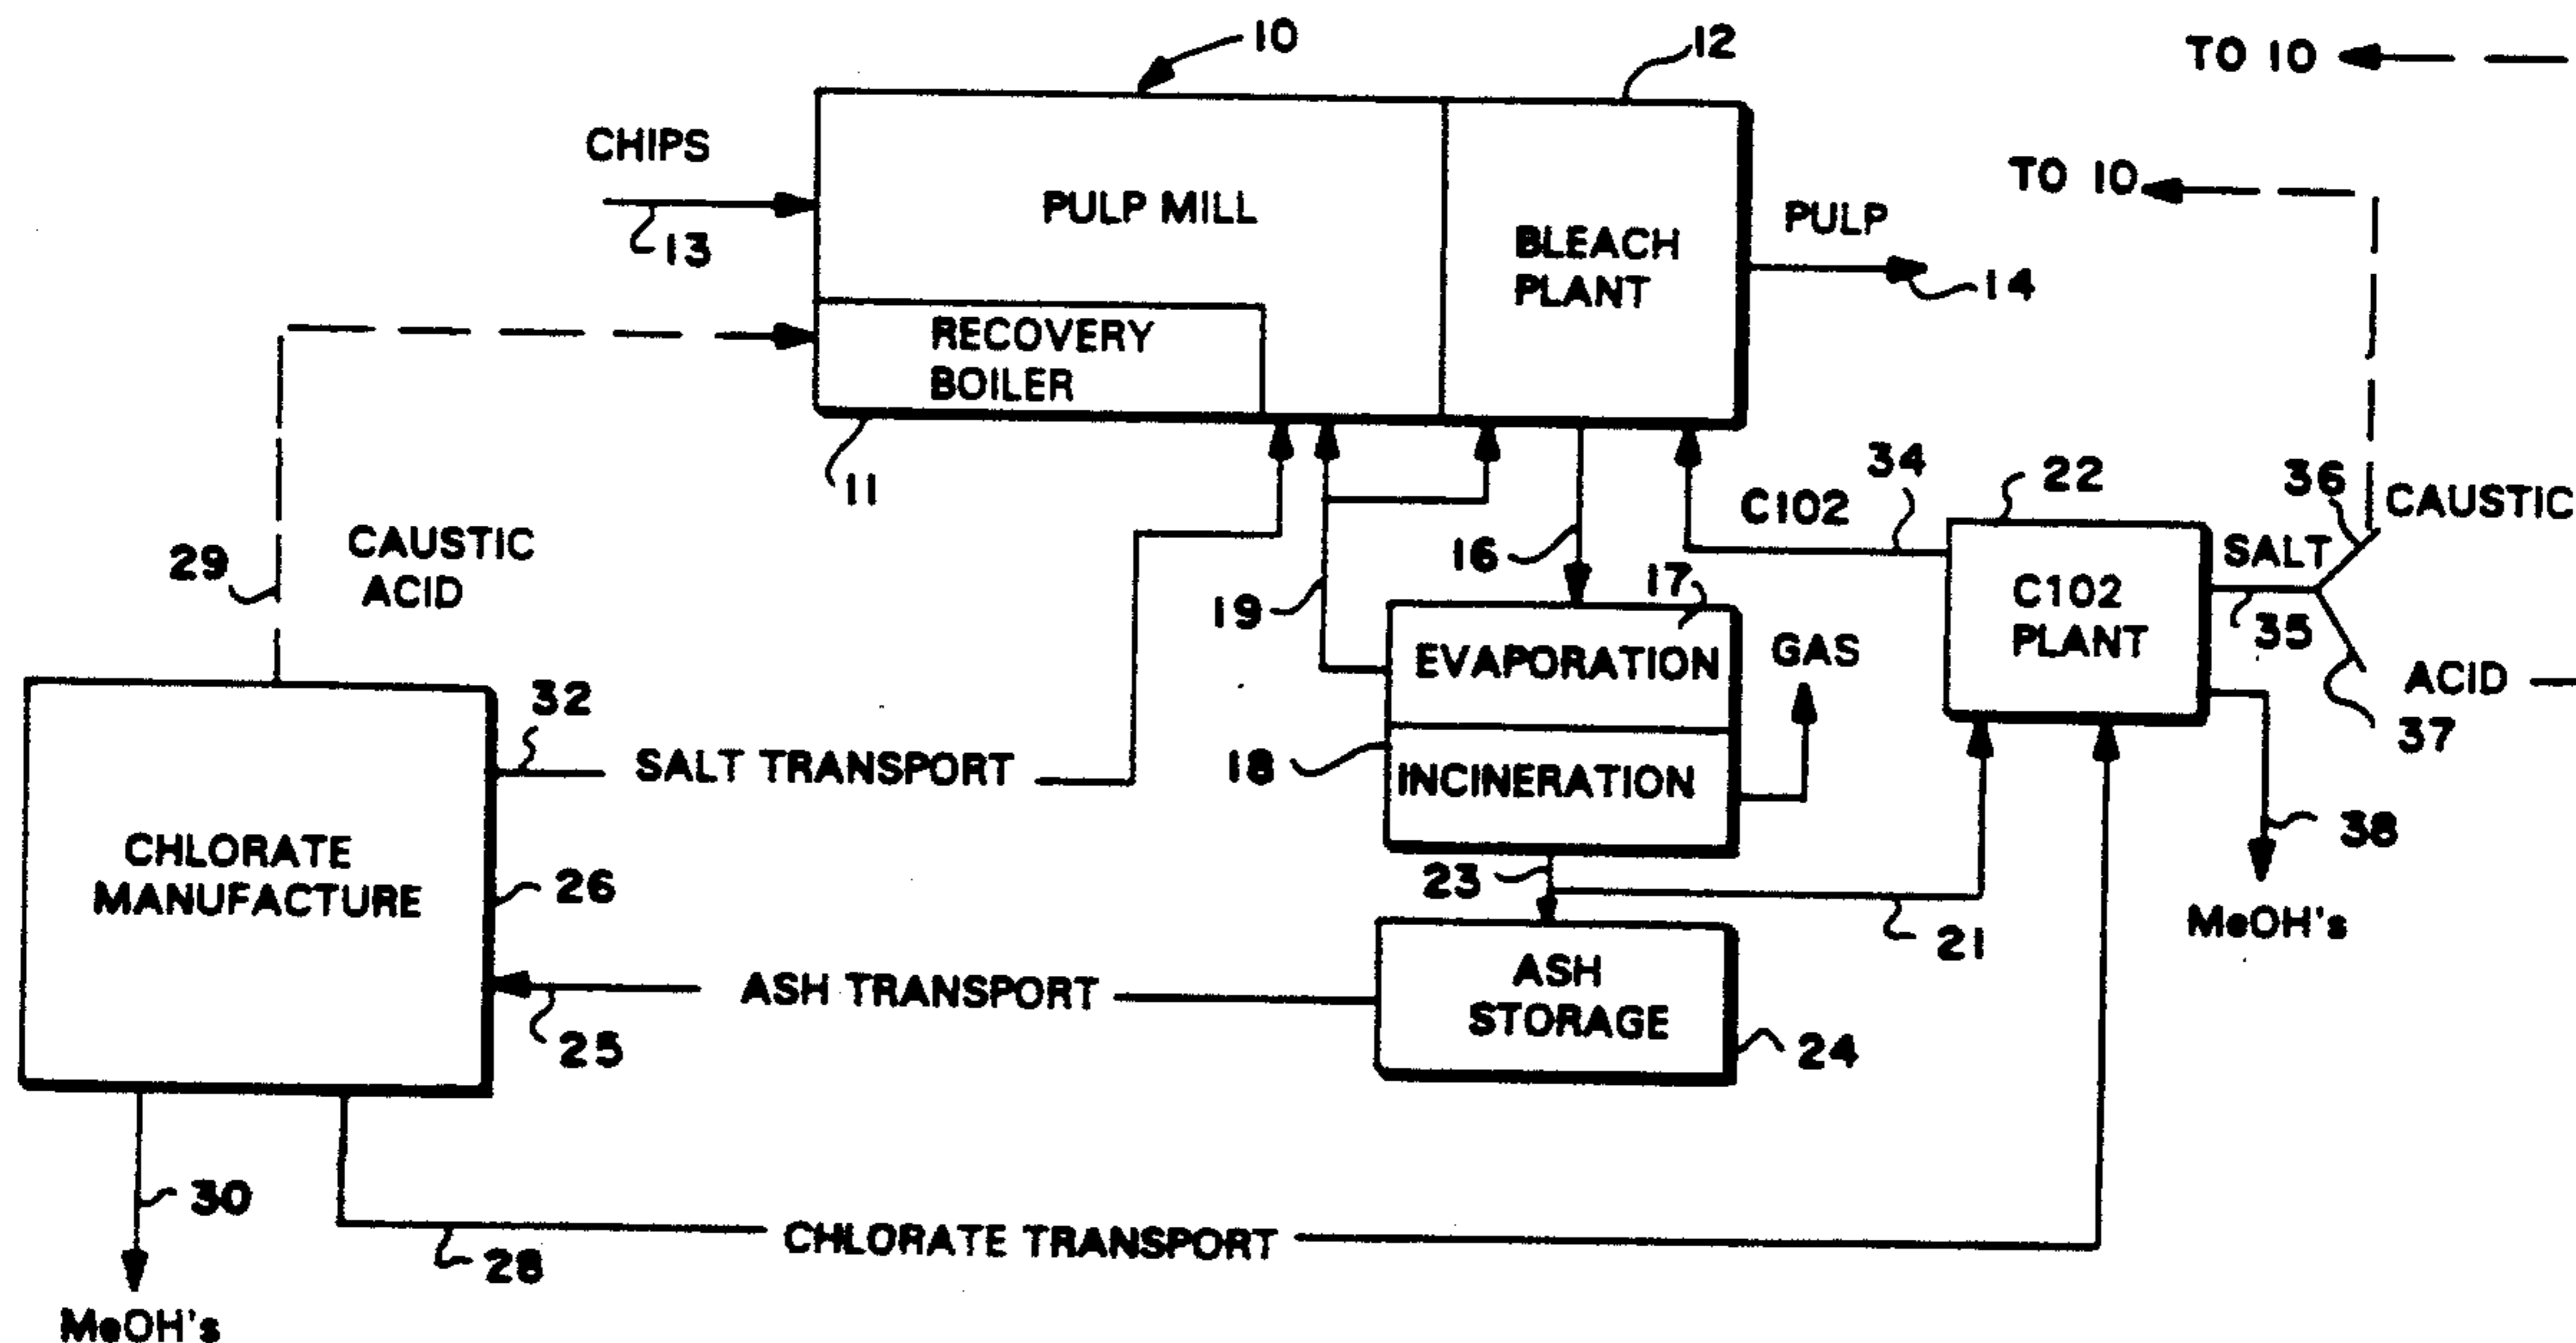 10
12
TO 10
CHIPS
13
PULP MILL
BLEACH
PLANT
PULP
14
TO 10
RECOVERY
BOILER
11
29
CAUSTIC
ACID
19
16
17
C102
34
22
36
CAUSTIC
SALT
35
C102
PLANT
ACID
37
EVAPORATION
GAS
18
INCINERATION
32
SALT TRANSPORT
CHLORATE
MANUFACTURE
26
23
21
38
MeOH's
ASH TRANSPORT
25
ASH
STORAGE
24
30
28
CHLORATE TRANSPORT
MeOH's